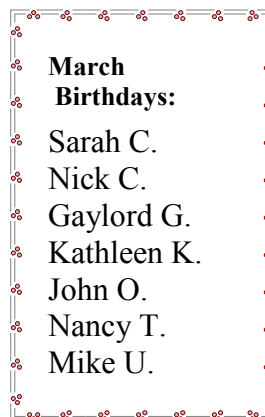 March
Birthdays:
Sarah C.
Nick C.
Gaylord G.
Kathleen K.
John O.
Nancy T.
Mike U.